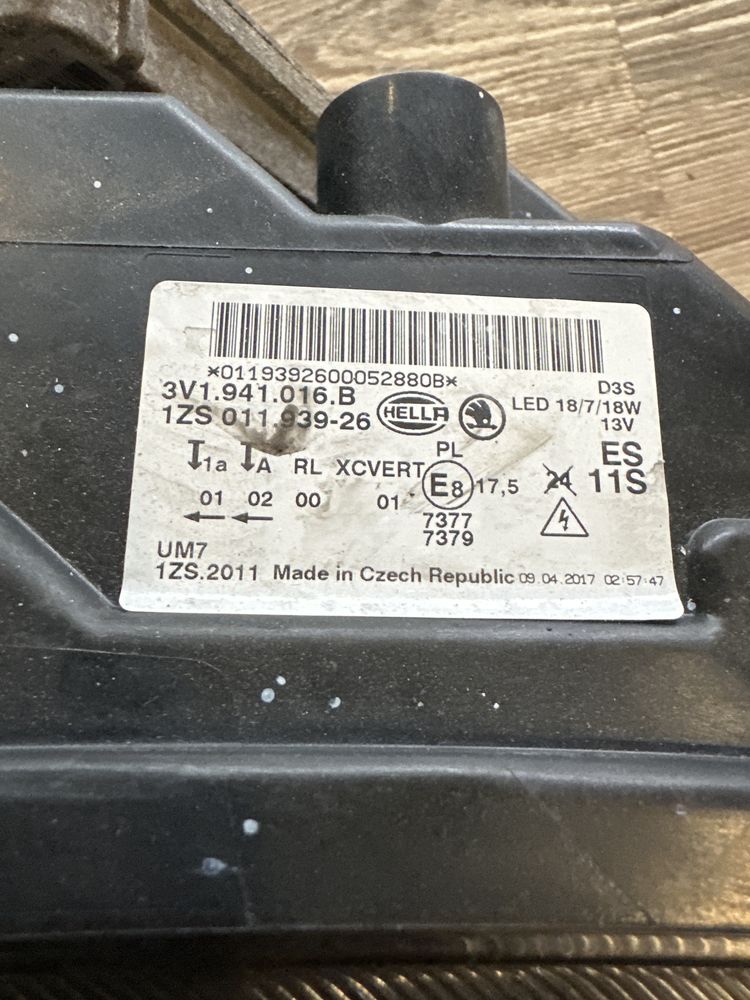 *0119392600052880B*
3V1.941.016.B
1ZS 011.939-26
HELLA
D3S
LED 18/7/18W
13V
1a A RL XCVERT PL ES
01 02 00 01 E8 17,5 24 11S
7377
7379
UM7
1ZS.2011 Made in Czech Republic 09.04.2017 02:57:47